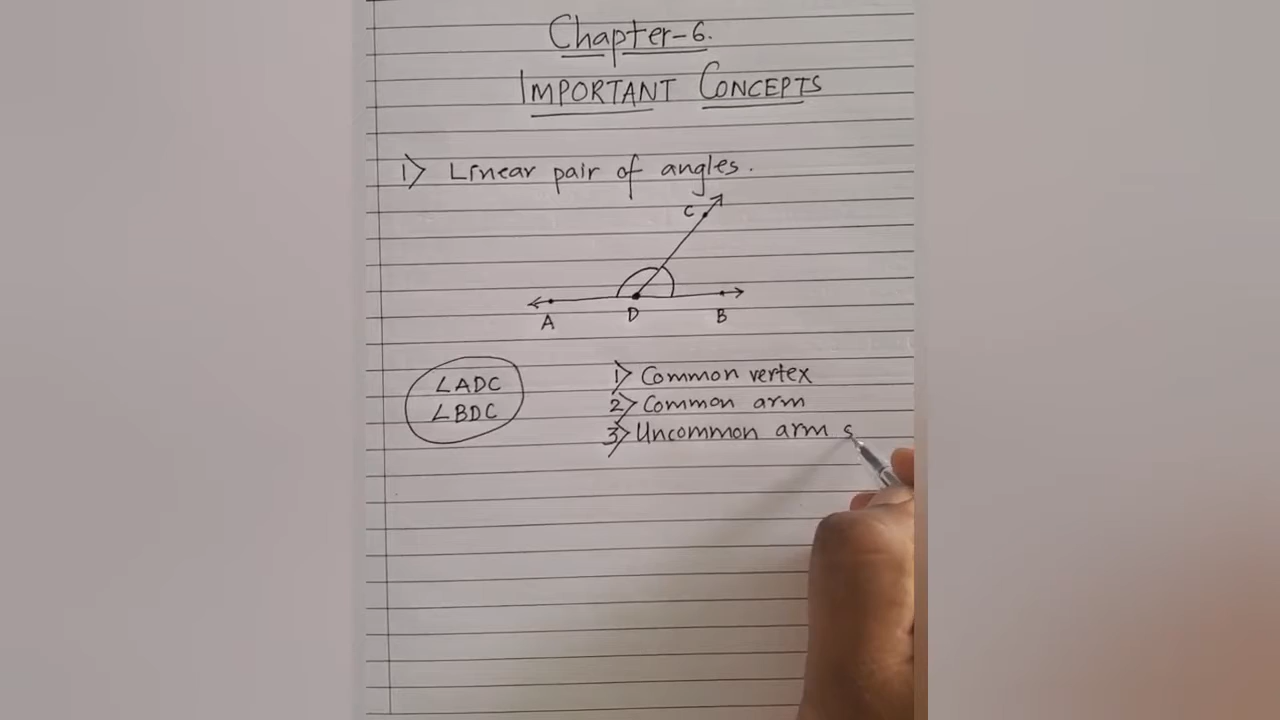 Chapter-6.
IMPORTANT CONCEPTS
1) Linear pair of angles.
C
A D B
∠ADC
∠BDC
1) Common vertex
2) Common arm
3) Uncommon arm s